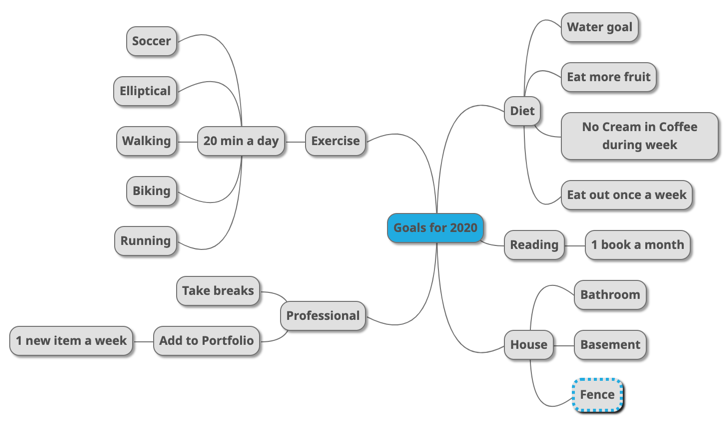 Goals for 2020
Exercise
20 min a day
Soccer
Elliptical
Walking
Biking
Running
Professional
Take breaks
Add to Portfolio
1 new item a week
Diet
Water goal
Eat more fruit
No Cream in Coffee
during week
Eat out once a week
Reading
1 book a month
House
Bathroom
Basement
Fence